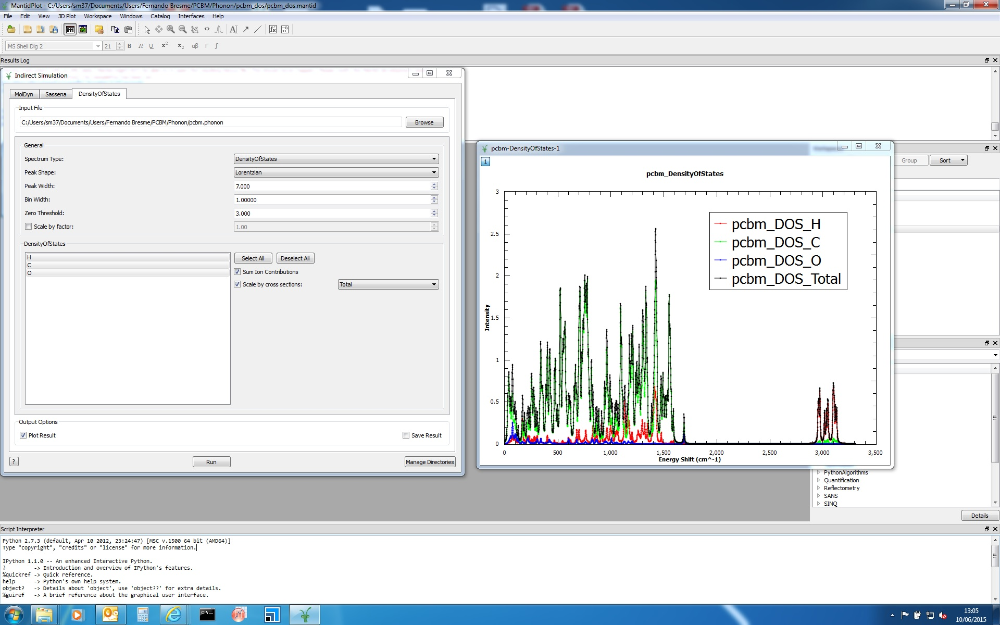 MantidPlot - C:/Users/sm37/Documents/Users/Fernando Bresme/PCBM/Phonon/pcbm_dos/pcbm_dos.mantid
File Edit View 3D Plot Workspace Windows Catalog Interfaces Help
MS Shell Dlg 2 21 B It U x² x₂ αβ Γ ∫
Results Log
Indirect Simulation
MolDyn Sassena DensityOfStates
Input File
C:/Users/sm37/Documents/Users/Fernando Bresme/PCBM/Phonon/pcbm.phonon Browse
General
Spectrum Type: DensityOfStates
Peak Shape: Lorentzian
Peak Width: 7.000
Bin Width: 1.00000
Zero Threshold: 3.000
Scale by factor: 1.00
DensityOfStates
H
C
O
Select All Deselect All
Sum Ion Contributions
Scale by cross sections: Total
Output Options
Plot Result Save Result
? Run Manage Directories
pcbm-DensityOfStates-1
1
pcbm_DensityOfStates
3
2.5
2
1.5
1
0.5
0
Intensity
pcbm_DOS_H
pcbm_DOS_C
pcbm_DOS_O
pcbm_DOS_Total
0 500 1,000 1,500 2,000 2,500 3,000 3,500
Energy Shift (cm^-1)
Group Sort
PythonAlgorithms
Quantification
Reflectometry
SANS
SINQ
Details
Script Interpreter
Python 2.7.3 (default, Apr 10 2012, 23:24:47) [MSC v.1500 64 bit (AMD64)]
Type "copyright", "credits" or "license" for more information.
IPython 1.1.0 -- An enhanced Interactive Python.
? -> Introduction and overview of IPython's features.
%quickref -> Quick reference.
help -> Python's own help system.
object? -> Details about 'object', use 'object??' for extra details.
%guiref -> A brief reference about the graphical user interface.
13:05
10/06/2015